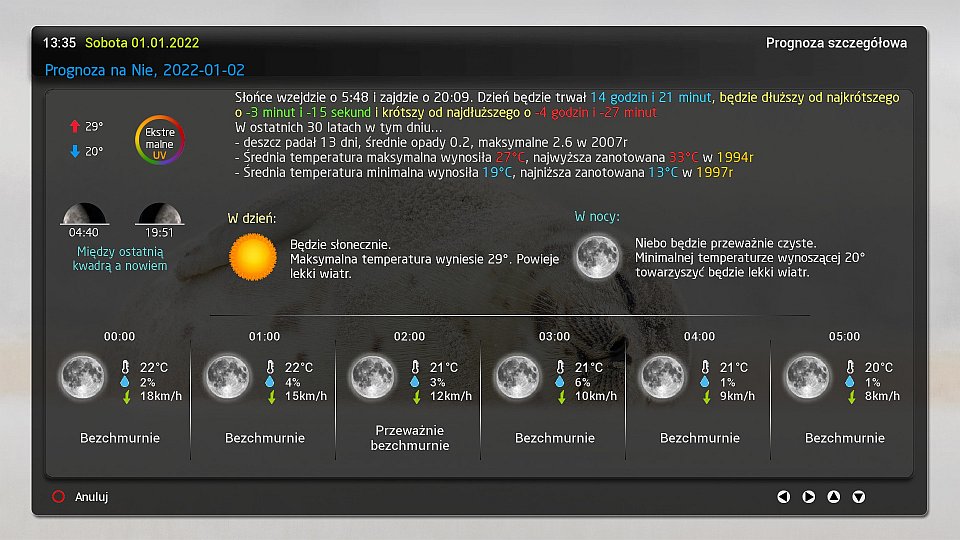 13:35 Sobota 01.01.2022
Prognoza szczegółowa
Prognoza na Nie, 2022-01-02
Słońce wzejdzie o 5:48 i zajdzie o 20:09. Dzień będzie trwał 14 godzin i 21 minut, będzie dłuższy od najkrótszego
o -3 minut i -15 sekund i krótszy od najdłuższego o -4 godzin i -27 minut
W ostatnich 30 latach w tym dniu...
- deszcz padał 13 dni, średnie opady 0.2, maksymalne 2.6 w 2007r
- Średnia temperatura maksymalna wynosiła 27°C, najwyższa zanotowana 33°C w 1994r
- Średnia temperatura minimalna wynosiła 19°C, najniższa zanotowana 13°C w 1997r
29°
20°
Ekstre
malne
UV
04:40 19:51
Między ostatnią
kwadrą a nowiem
W dzień:
Będzie słonecznie.
Maksymalna temperatura wyniesie 29°. Powieje
lekki wiatr.
W nocy:
Niebo będzie przeważnie czyste.
Minimalnej temperaturze wynoszącej 20°
towarzyszyć będzie lekki wiatr.
00:00
22°C
2%
18km/h
Bezchmurnie
01:00
22°C
4%
15km/h
Bezchmurnie
02:00
21°C
3%
12km/h
Przeważnie
bezchmurnie
03:00
21°C
6%
10km/h
Bezchmurnie
04:00
21°C
1%
9km/h
Bezchmurnie
05:00
20°C
1%
8km/h
Bezchmurnie
Anuluj